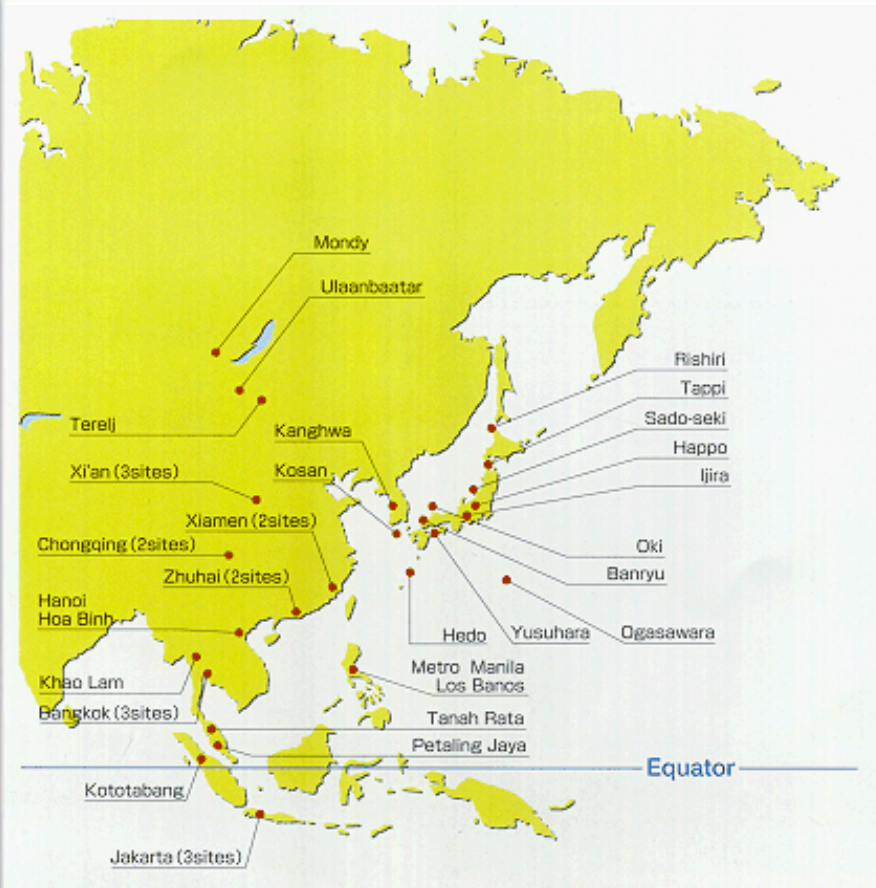 Mondy
Ulaanbaatar
Rishiri
Tappi
Sado-seki
Happo
Ijira
Terelj
Kanghwa
Xi'an (3sites)
Kosan
Xiamen (2sites)
Chongqing (2sites)
Oki
Banryu
Zhuhai (2sites)
Hanoi
Hoa Binh
Hedo
Yusuhara
Ogasawara
Metro Manila
Los Banos
Khao Lam
Bangkok (3sites)
Tanah Rata
Petaling Jaya
Equator
Kototabang
Jakarta (3sites)